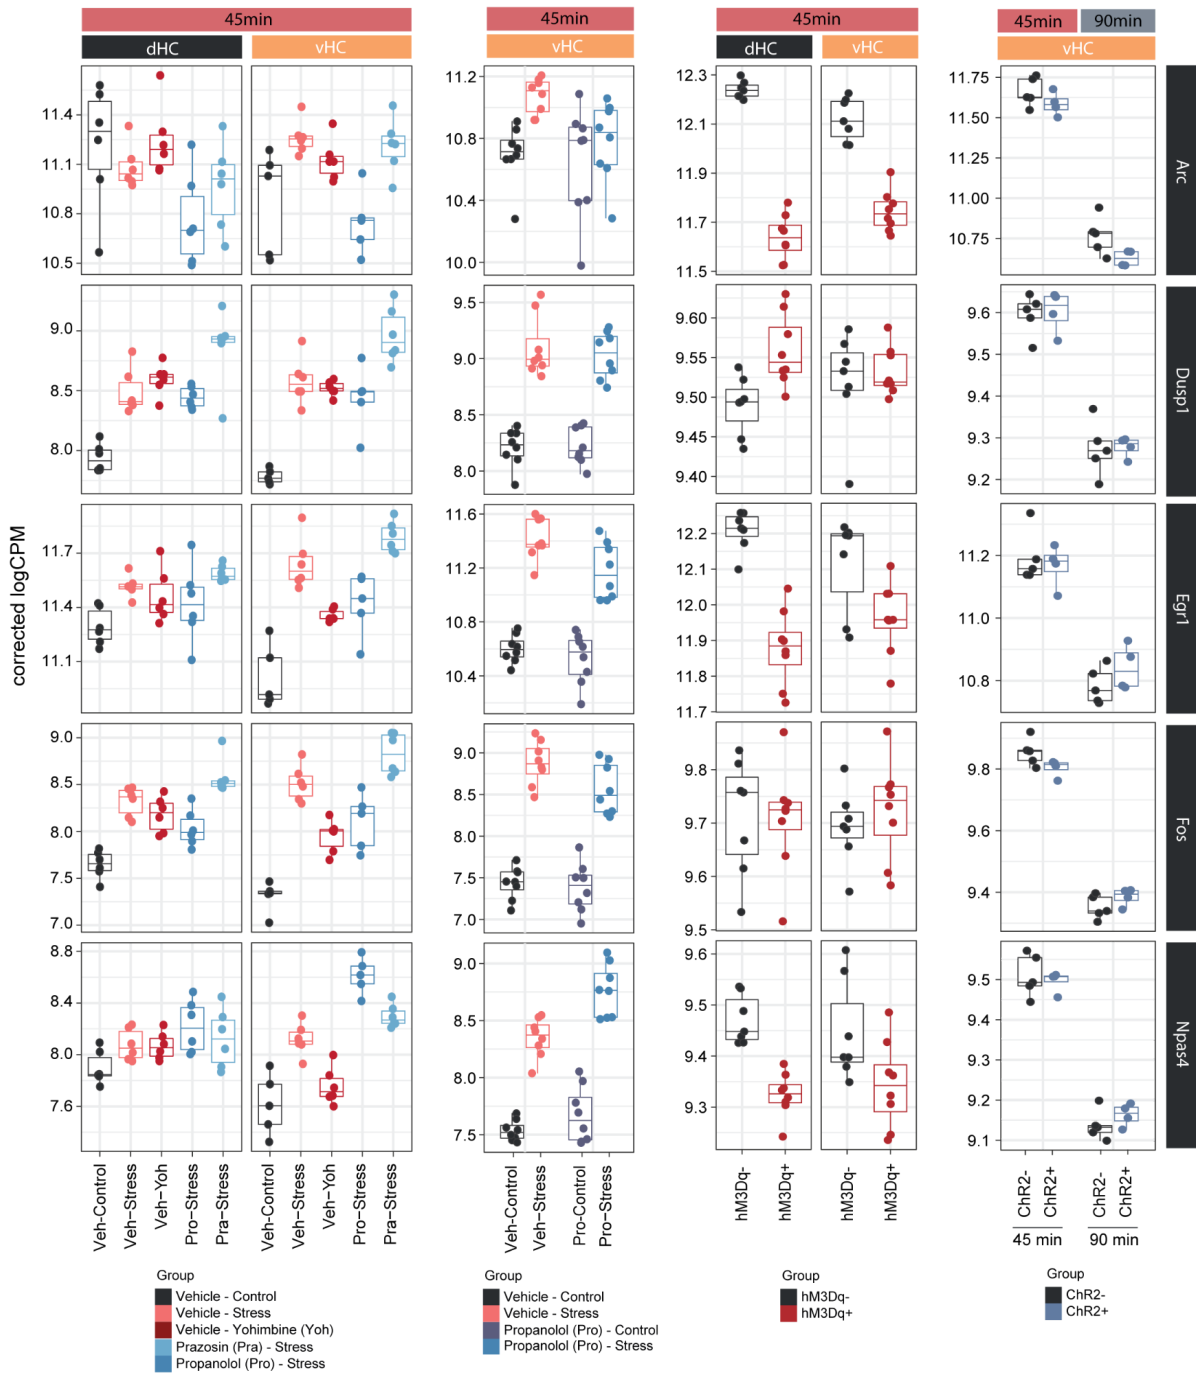 45min
45min
45min
45min
90min
dHC
vHC
vHC
dHC
vHC
vHC
corrected logCPM
11.4
11.1
10.8
10.5
11.2
10.8
10.4
10.0
12.3
12.1
11.9
11.7
11.5
11.75
11.50
11.25
11.00
10.75
Arc
9.0
8.5
8.0
9.5
9.0
8.5
8.0
9.60
9.55
9.50
9.45
9.40
9.6
9.5
9.4
9.3
9.2
Dusp1
11.7
11.4
11.1
11.6
11.2
10.8
10.4
12.2
12.1
12.0
11.9
11.8
11.7
11.2
11.0
10.8
Egr1
9.0
8.5
8.0
7.5
7.0
9.0
8.5
8.0
7.5
7.0
9.8
9.7
9.6
9.5
9.8
9.6
9.4
Fos
8.8
8.4
8.0
7.6
9.0
8.5
8.0
7.5
9.6
9.5
9.4
9.3
9.5
9.4
9.3
9.2
9.1
Npas4
Veh-Control
Veh-Stress
Veh-Yoh
Pro-Stress
Pra-Stress
Veh-Control
Veh-Stress
Veh-Yoh
Pro-Stress
Pra-Stress
Veh-Control
Veh-Stress
Pro-Control
Pro-Stress
hM3Dq-
hM3Dq+
hM3Dq-
hM3Dq+
ChR2-
ChR2+
ChR2-
ChR2+
45 min
90 min
Group
Vehicle - Control
Vehicle - Stress
Vehicle - Yohimbine (Yoh)
Prazosin (Pra) - Stress
Propanolol (Pro) - Stress
Group
Vehicle - Control
Vehicle - Stress
Propanolol (Pro) - Control
Propanolol (Pro) - Stress
Group
hM3Dq-
hM3Dq+
Group
ChR2-
ChR2+